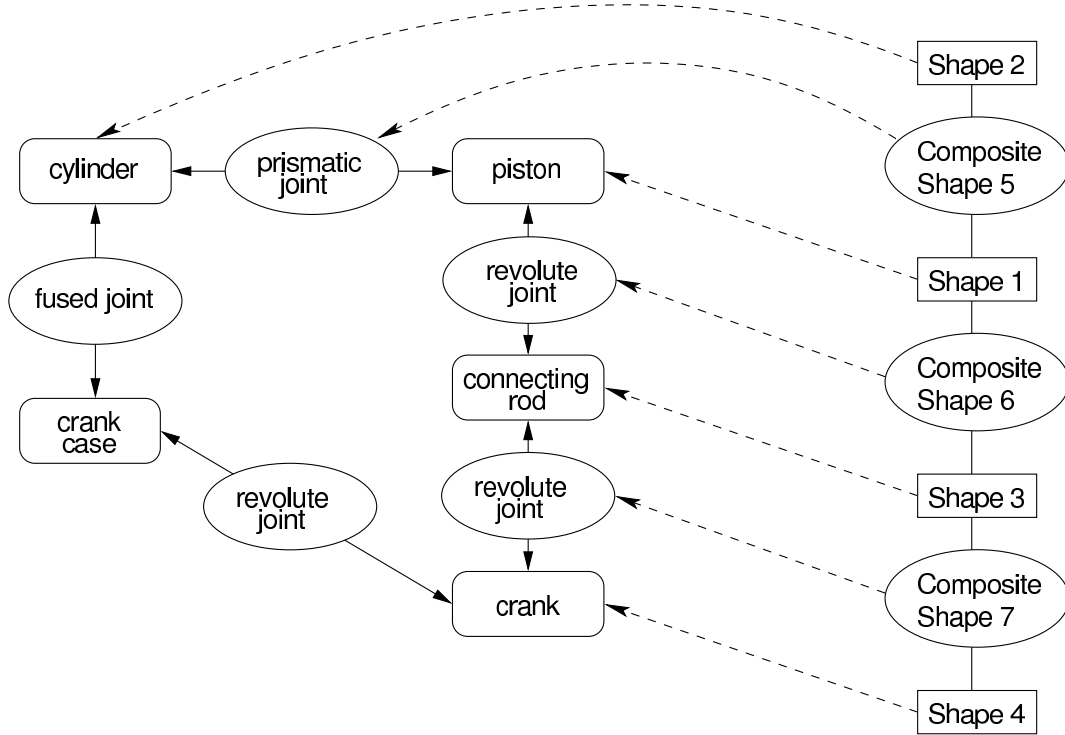 Shape 2
cylinder
prismatic
joint
piston
Composite
Shape 5
fused joint
revolute
joint
Shape 1
connecting
rod
Composite
Shape 6
crank
case
revolute
joint
revolute
joint
Shape 3
crank
Composite
Shape 7
Shape 4